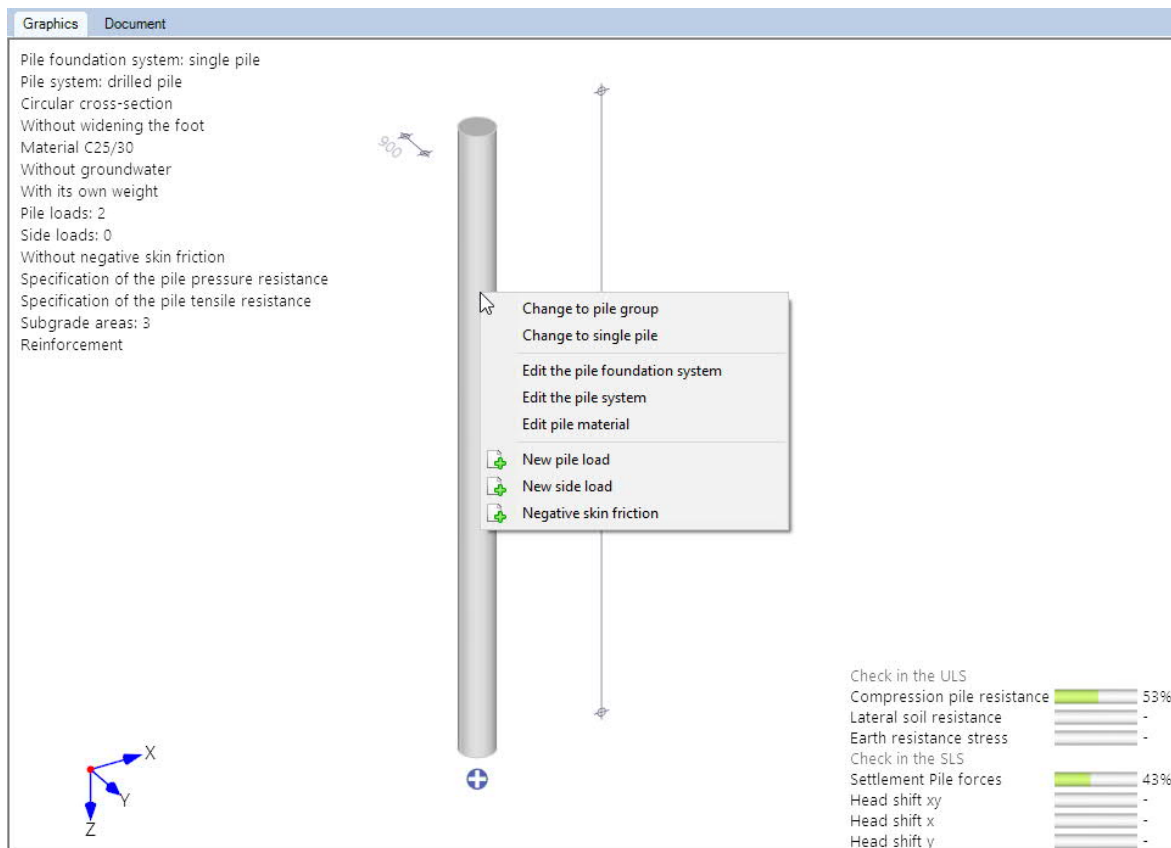 Graphics Document
Pile foundation system: single pile
Pile system: drilled pile
Circular cross-section
Without widening the foot
Material C25/30
Without groundwater
With its own weight
Pile loads: 2
Side loads: 0
Without negative skin friction
Specification of the pile pressure resistance
Specification of the pile tensile resistance
Subgrade areas: 3
Reinforcement
900
Change to pile group
Change to single pile
Edit the pile foundation system
Edit the pile system
Edit pile material
New pile load
New side load
Negative skin friction
X
Y
Z
Check in the ULS
Compression pile resistance 53%
Lateral soil resistance -
Earth resistance stress -
Check in the SLS
Settlement Pile forces 43%
Head shift xy -
Head shift x -
Head shift y -